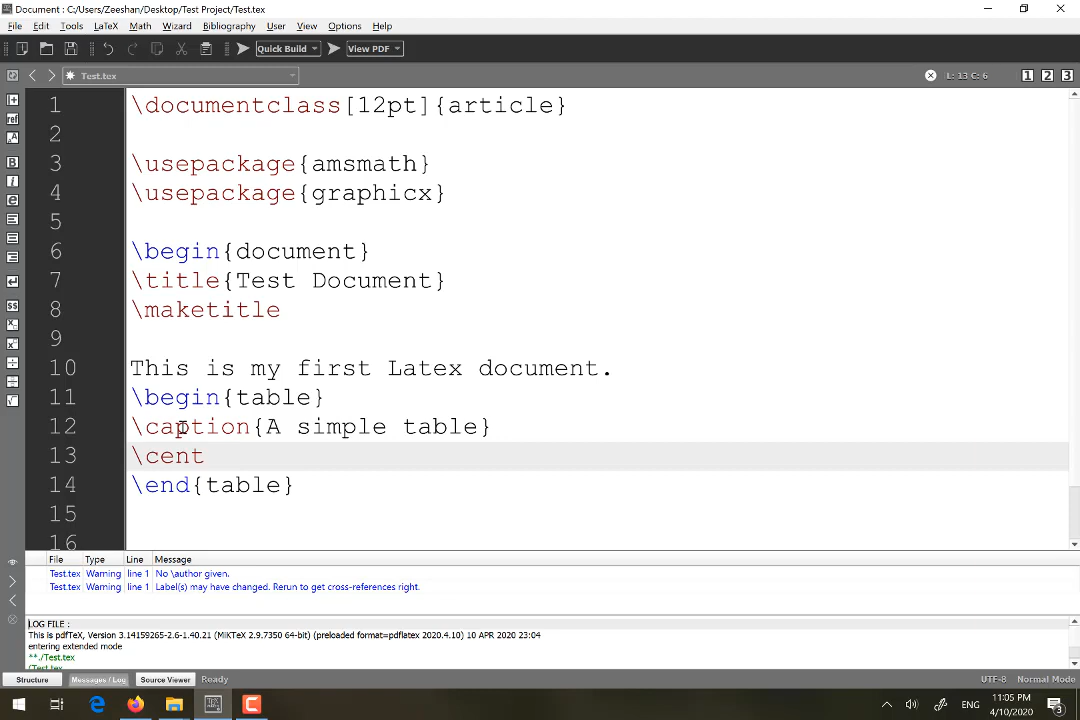 Document : C:/Users/Zeeshan/Desktop/Test Project/Test.tex
File Edit Tools LaTeX Math Wizard Bibliography User View Options Help
Quick Build View PDF
Test.tex L: 13 C: 6 1 2 3
1 \documentclass[12pt]{article}
2
3 \usepackage{amsmath}
4 \usepackage{graphicx}
5
6 \begin{document}
7 \title{Test Document}
8 \maketitle
9
10 This is my first Latex document.
11 \begin{table}
12 \caption{A simple table}
13 \cent
14 \end{table}
15
16
File Type Line Message
Test.tex Warning line 1 No \author given.
Test.tex Warning line 1 Label(s) may have changed. Rerun to get cross-references right.
LOG FILE :
This is pdfTeX, Version 3.14159265-2.6-1.40.21 (MiKTeX 2.9.7350 64-bit) (preloaded format=pdflatex 2020.4.10) 10 APR 2020 23:04
entering extended mode
**./Test.tex
(Test.tex
Structure Messages / Log Source Viewer Ready UTF-8 Normal Mode
ENG 11:05 PM
4/10/2020 3